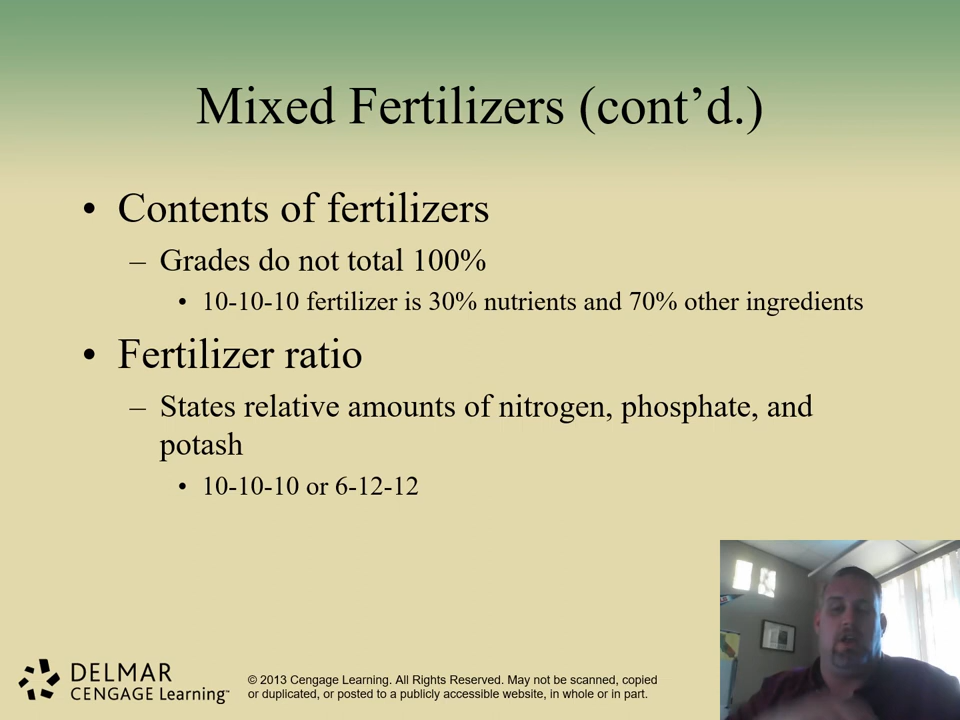 Mixed Fertilizers (cont’d.)
• Contents of fertilizers
– Grades do not total 100%
• 10-10-10 fertilizer is 30% nutrients and 70% other ingredients
• Fertilizer ratio
– States relative amounts of nitrogen, phosphate, and
potash
• 10-10-10 or 6-12-12
DELMAR
CENGAGE Learning™
© 2013 Cengage Learning. All Rights Reserved. May not be scanned, copied
or duplicated, or posted to a publicly accessible website, in whole or in part.